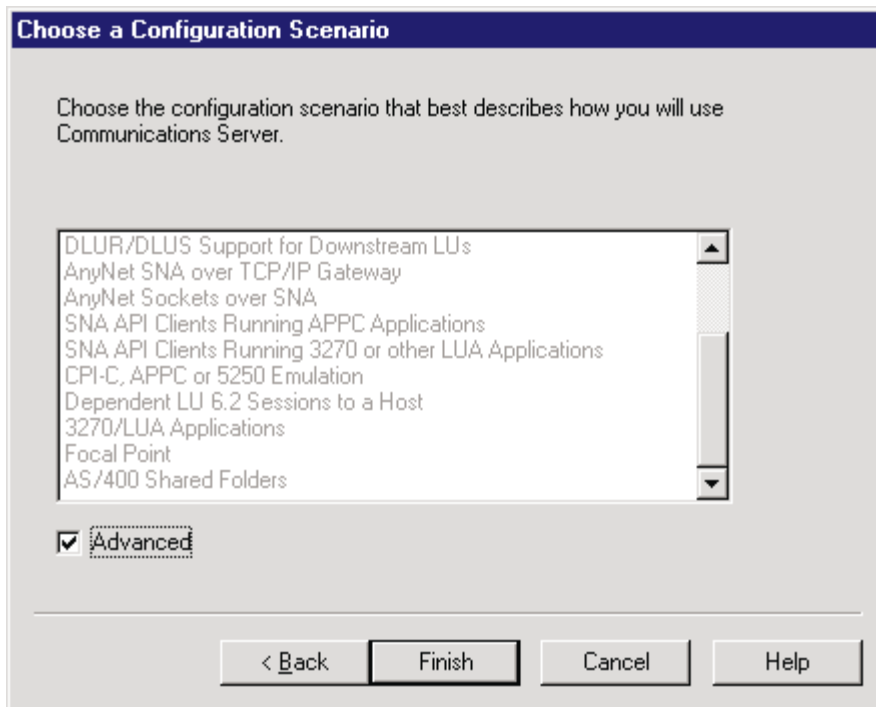 Choose a Configuration Scenario
Choose the configuration scenario that best describes how you will use
Communications Server.
DLUR/DLUS Support for Downstream LUs
AnyNet SNA over TCP/IP Gateway
AnyNet Sockets over SNA
SNA API Clients Running APPC Applications
SNA API Clients Running 3270 or other LUA Applications
CPI-C, APPC or 5250 Emulation
Dependent LU 6.2 Sessions to a Host
3270/LUA Applications
Focal Point
AS/400 Shared Folders
Advanced
< Back Finish Cancel Help